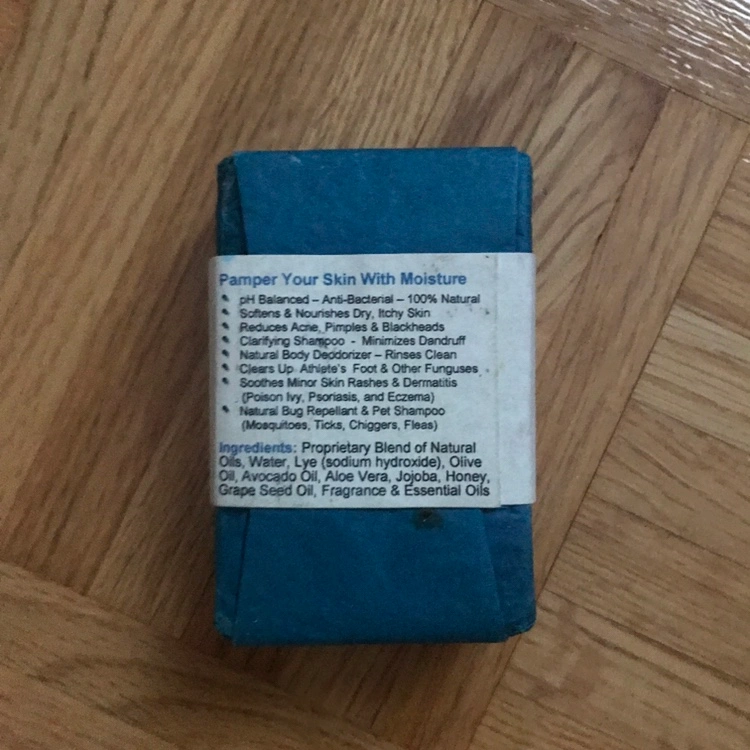 Pamper Your Skin With Moisture
pH Balanced – Anti-Bacterial – 100% Natural
Softens & Nourishes Dry, Itchy Skin
Reduces Acne, Pimples & Blackheads
Clarifying Shampoo - Minimizes Dandruff
Natural Body Deodorizer – Rinses Clean
Clears Up Athlete's Foot & Other Funguses
Soothes Minor Skin Rashes & Dermatitis
(Poison Ivy, Psoriasis, and Eczema)
Natural Bug Repellant & Pet Shampoo
(Mosquitoes, Ticks, Chiggers, Fleas)
Ingredients: Proprietary Blend of Natural
Oils, Water, Lye (sodium hydroxide), Olive
Oil, Avocado Oil, Aloe Vera, Jojoba, Honey,
Grape Seed Oil, Fragrance & Essential Oils